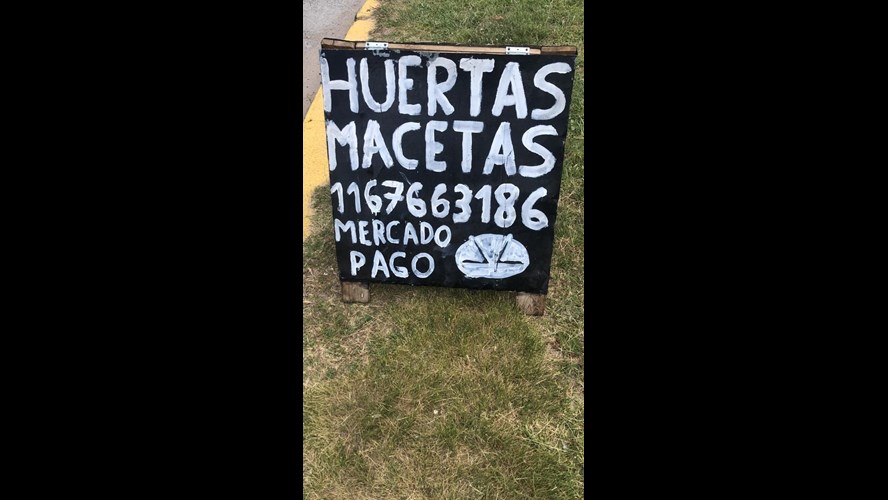 HUERTAS
MACETAS
1167663186
MERCADO
PAGO